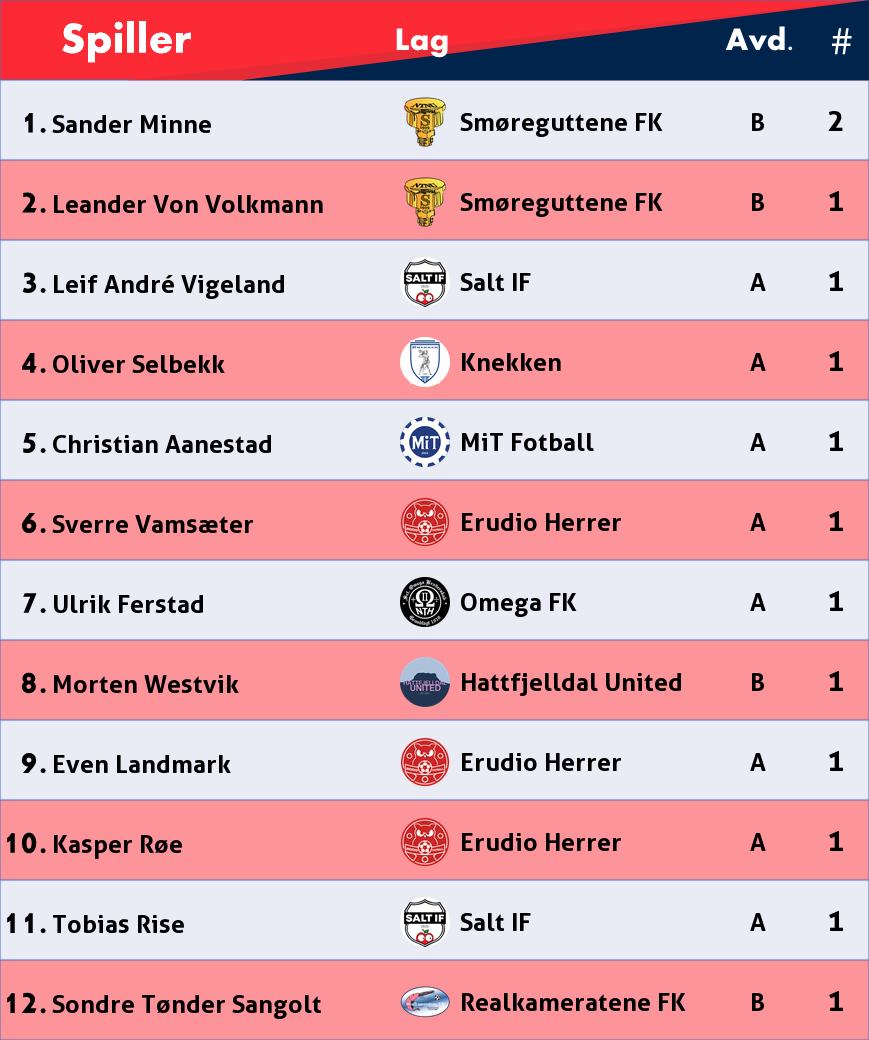 Spiller Lag Avd. #
1. Sander Minne Smøreguttene FK B 2
2. Leander Von Volkmann Smøreguttene FK B 1
3. Leif André Vigeland SALT IF Salt IF A 1
4. Oliver Selbekk Knekken A 1
5. Christian Aanestad MiT MiT Fotball A 1
6. Sverre Vamsæter Erudio Herrer A 1
7. Ulrik Ferstad Omega FK A 1
8. Morten Westvik HATTFJELLDAL UNITED Hattfjelldal United B 1
9. Even Landmark Erudio Herrer A 1
10. Kasper Røe Erudio Herrer A 1
11. Tobias Rise SALT IF Salt IF A 1
12. Sondre Tønder Sangolt Realkameratene FK B 1